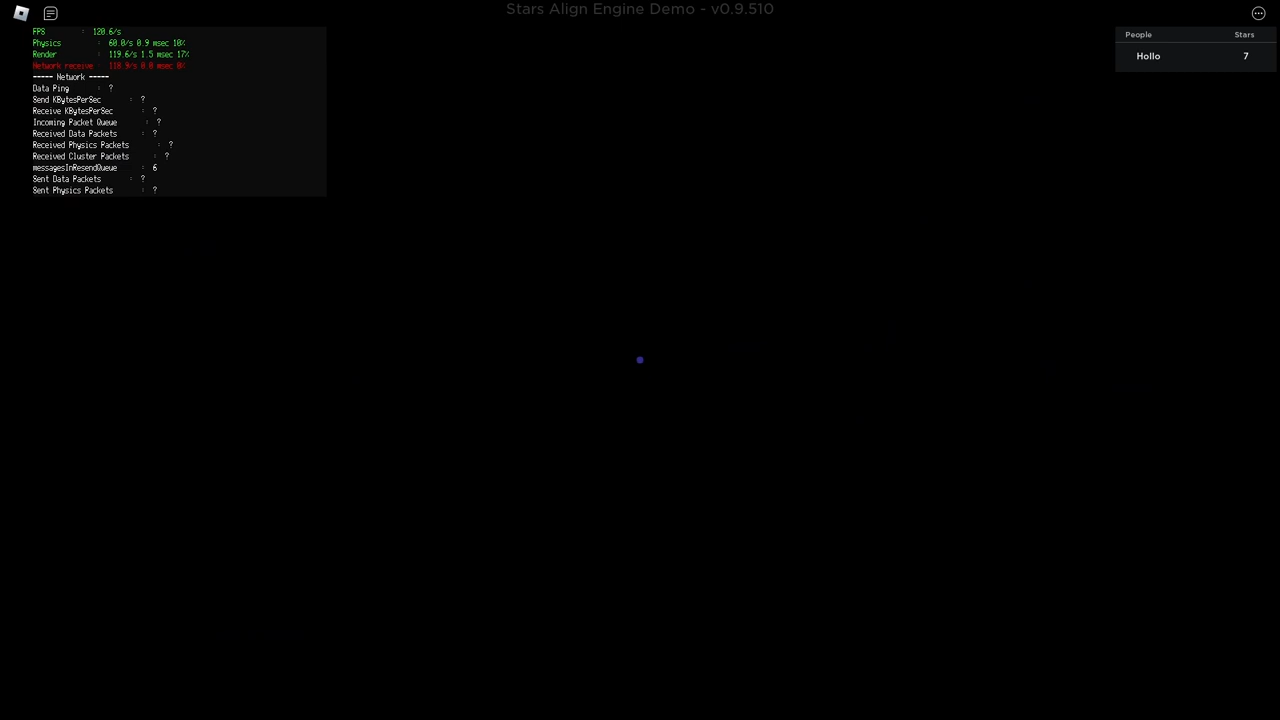 Stars Align Engine Demo - v0.9.510
FPS : 120.6/s
Physics : 60.0/s 0.9 msec 10%
Render : 119.6/s 1.5 msec 17%
Network receive : 118.9/s 0.0 msec 0%
----- Network -----
Data Ping : ?
Send KBytesPerSec : ?
Receive KBytesPerSec : ?
Incoming Packet Queue : ?
Received Data Packets : ?
Received Physics Packets : ?
Received Cluster Packets : ?
messagesInResendQueue : 6
Sent Data Packets : ?
Sent Physics Packets : ?
People Stars
Hollo 7